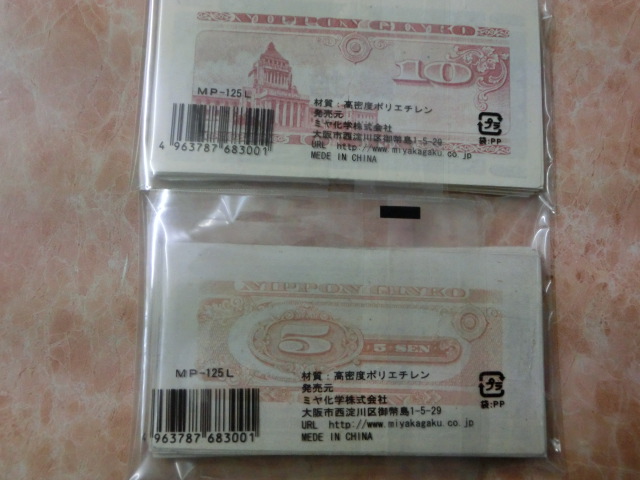 NIPPON GINKO
10
MP-125L
材質：高密度ポリエチレン
発売元
ミヤ化学株式会社
大阪市西淀川区御幣島1-5-29
URL http://www.miyakagaku.co.jp
MADE IN CHINA
プラ
袋:PP
4 963787 683001
NIPPON GINKO
5
5 SEN
MP-125L
材質：高密度ポリエチレン
発売元
ミヤ化学株式会社
大阪市西淀川区御幣島1-5-29
URL http://www.miyakagaku.co.jp
MADE IN CHINA
プラ
袋:PP
4 963787 683001